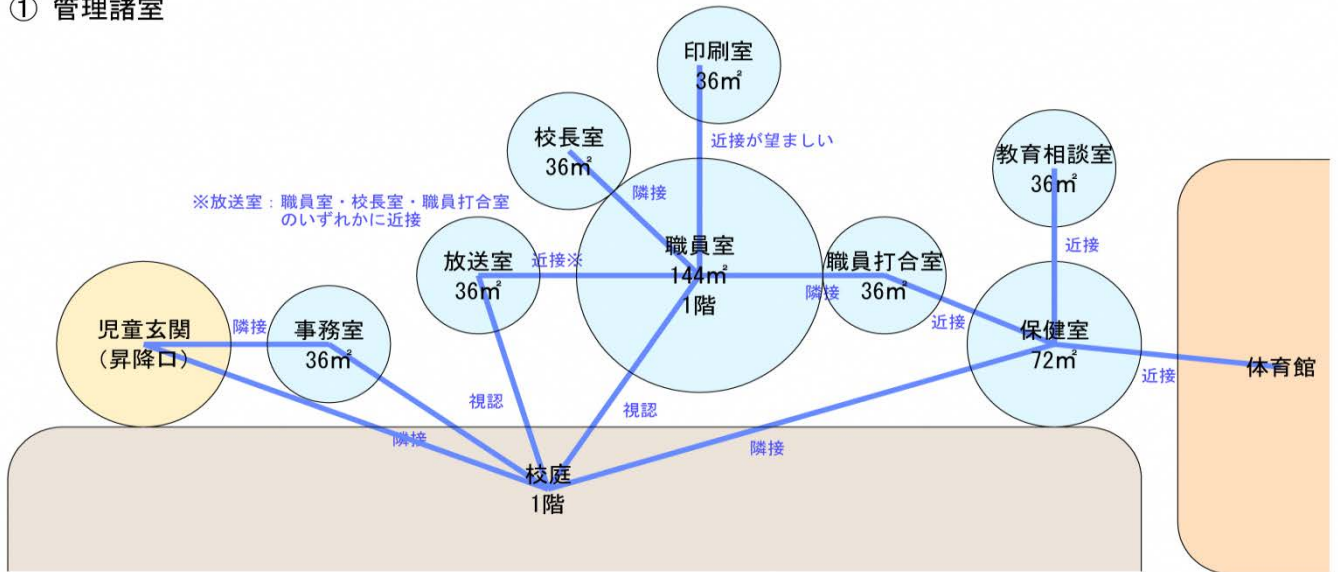 ① 管理諸室
印刷室
36㎡
近接が望ましい
校長室
36㎡
隣接
教育相談室
36㎡
近接
※放送室：職員室・校長室・職員打合室
のいずれかに近接
放送室
36㎡
近接※
職員室
144㎡
1階
隣接
職員打合室
36㎡
近接
児童玄関
（昇降口）
隣接
事務室
36㎡
保健室
72㎡
近接
体育館
視認
視認
隣接
隣接
校庭
1階